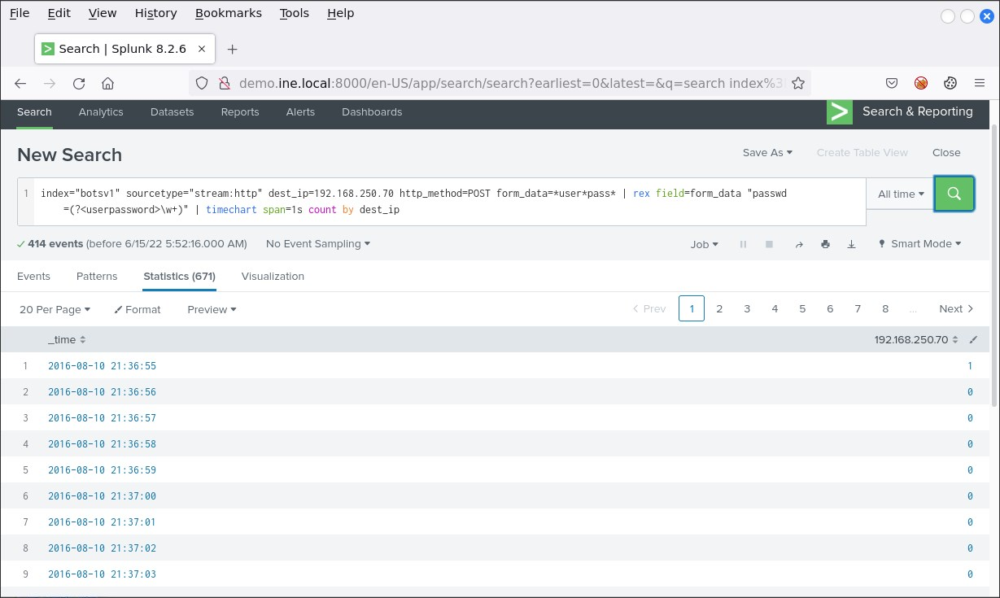 File Edit View History Bookmarks Tools Help
Search | Splunk 8.2.6
demo.ine.local:8000/en-US/app/search/search?earliest=0&latest=&q=search index%3
Search Analytics Datasets Reports Alerts Dashboards Search & Reporting
New Search Save As Create Table View Close
1 index="botsv1" sourcetype="stream:http" dest_ip=192.168.250.70 http_method=POST form_data=*user*pass* | rex field=form_data "passwd
=(?<userpassword>\w+)" | timechart span=1s count by dest_ip
All time
✓ 414 events (before 6/15/22 5:52:16.000 AM) No Event Sampling Job Smart Mode
Events Patterns Statistics (671) Visualization
20 Per Page Format Preview < Prev 1 2 3 4 5 6 7 8 ... Next >
_time 192.168.250.70
1 2016-08-10 21:36:55 1
2 2016-08-10 21:36:56 0
3 2016-08-10 21:36:57 0
4 2016-08-10 21:36:58 0
5 2016-08-10 21:36:59 0
6 2016-08-10 21:37:00 0
7 2016-08-10 21:37:01 0
8 2016-08-10 21:37:02 0
9 2016-08-10 21:37:03 0